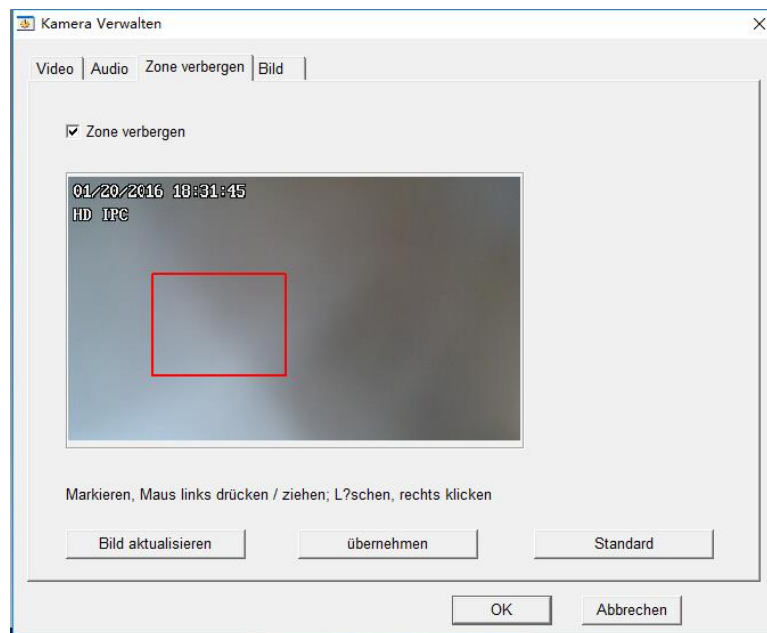 Kamera Verwalten
Video Audio Zone verbergen Bild
Zone verbergen
01/20/2016 18:31:45
HD IPC
Markieren, Maus links drücken / ziehen; L?schen, rechts klicken
Bild aktualisieren übernehmen Standard
OK Abbrechen